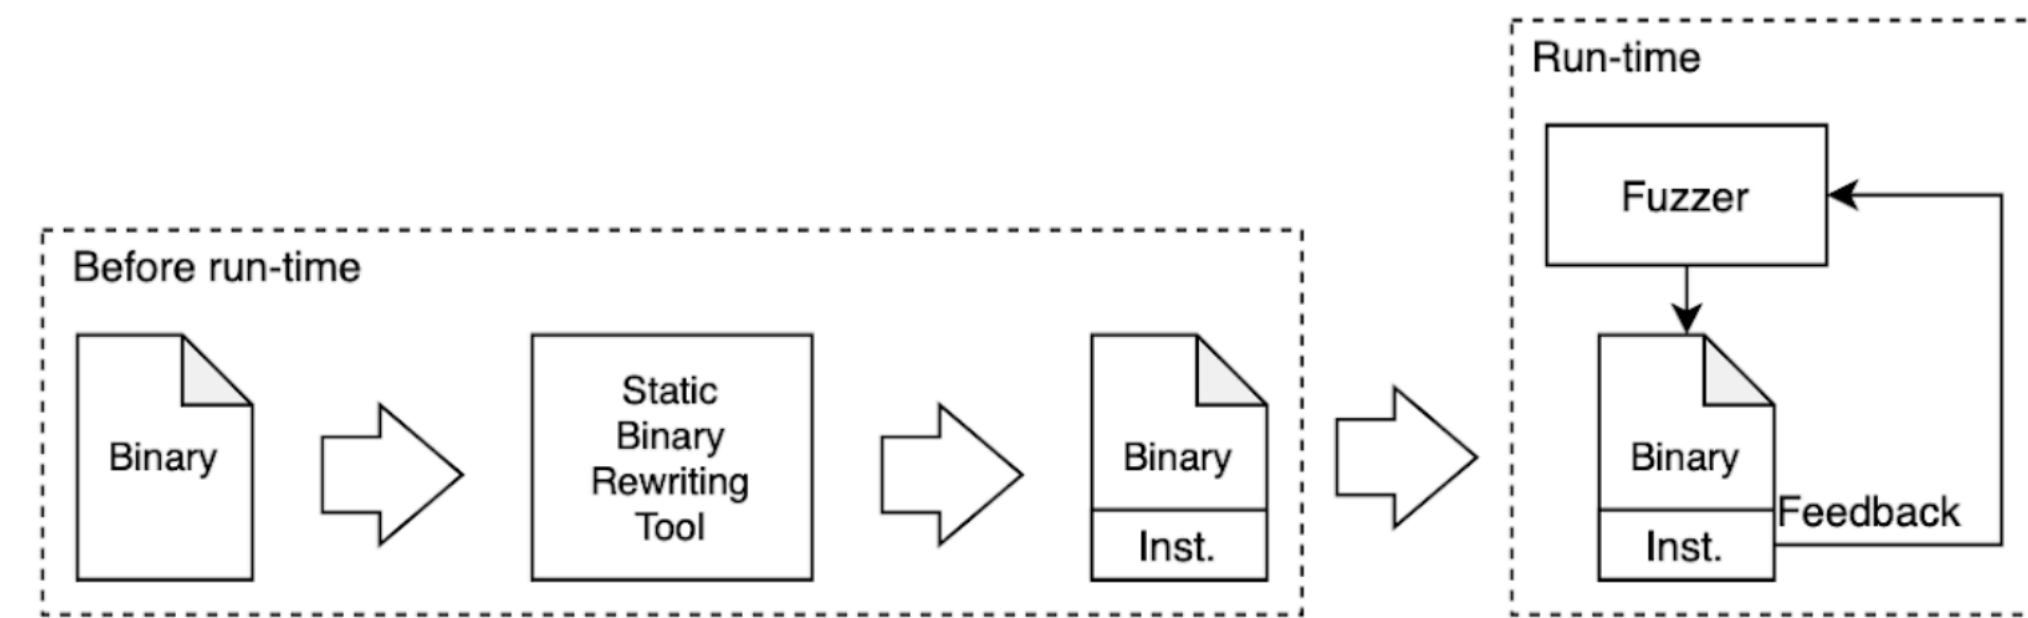 Before run-time
Binary
Static
Binary
Rewriting
Tool
Binary
Inst.
Run-time
Fuzzer
Binary
Feedback
Inst.